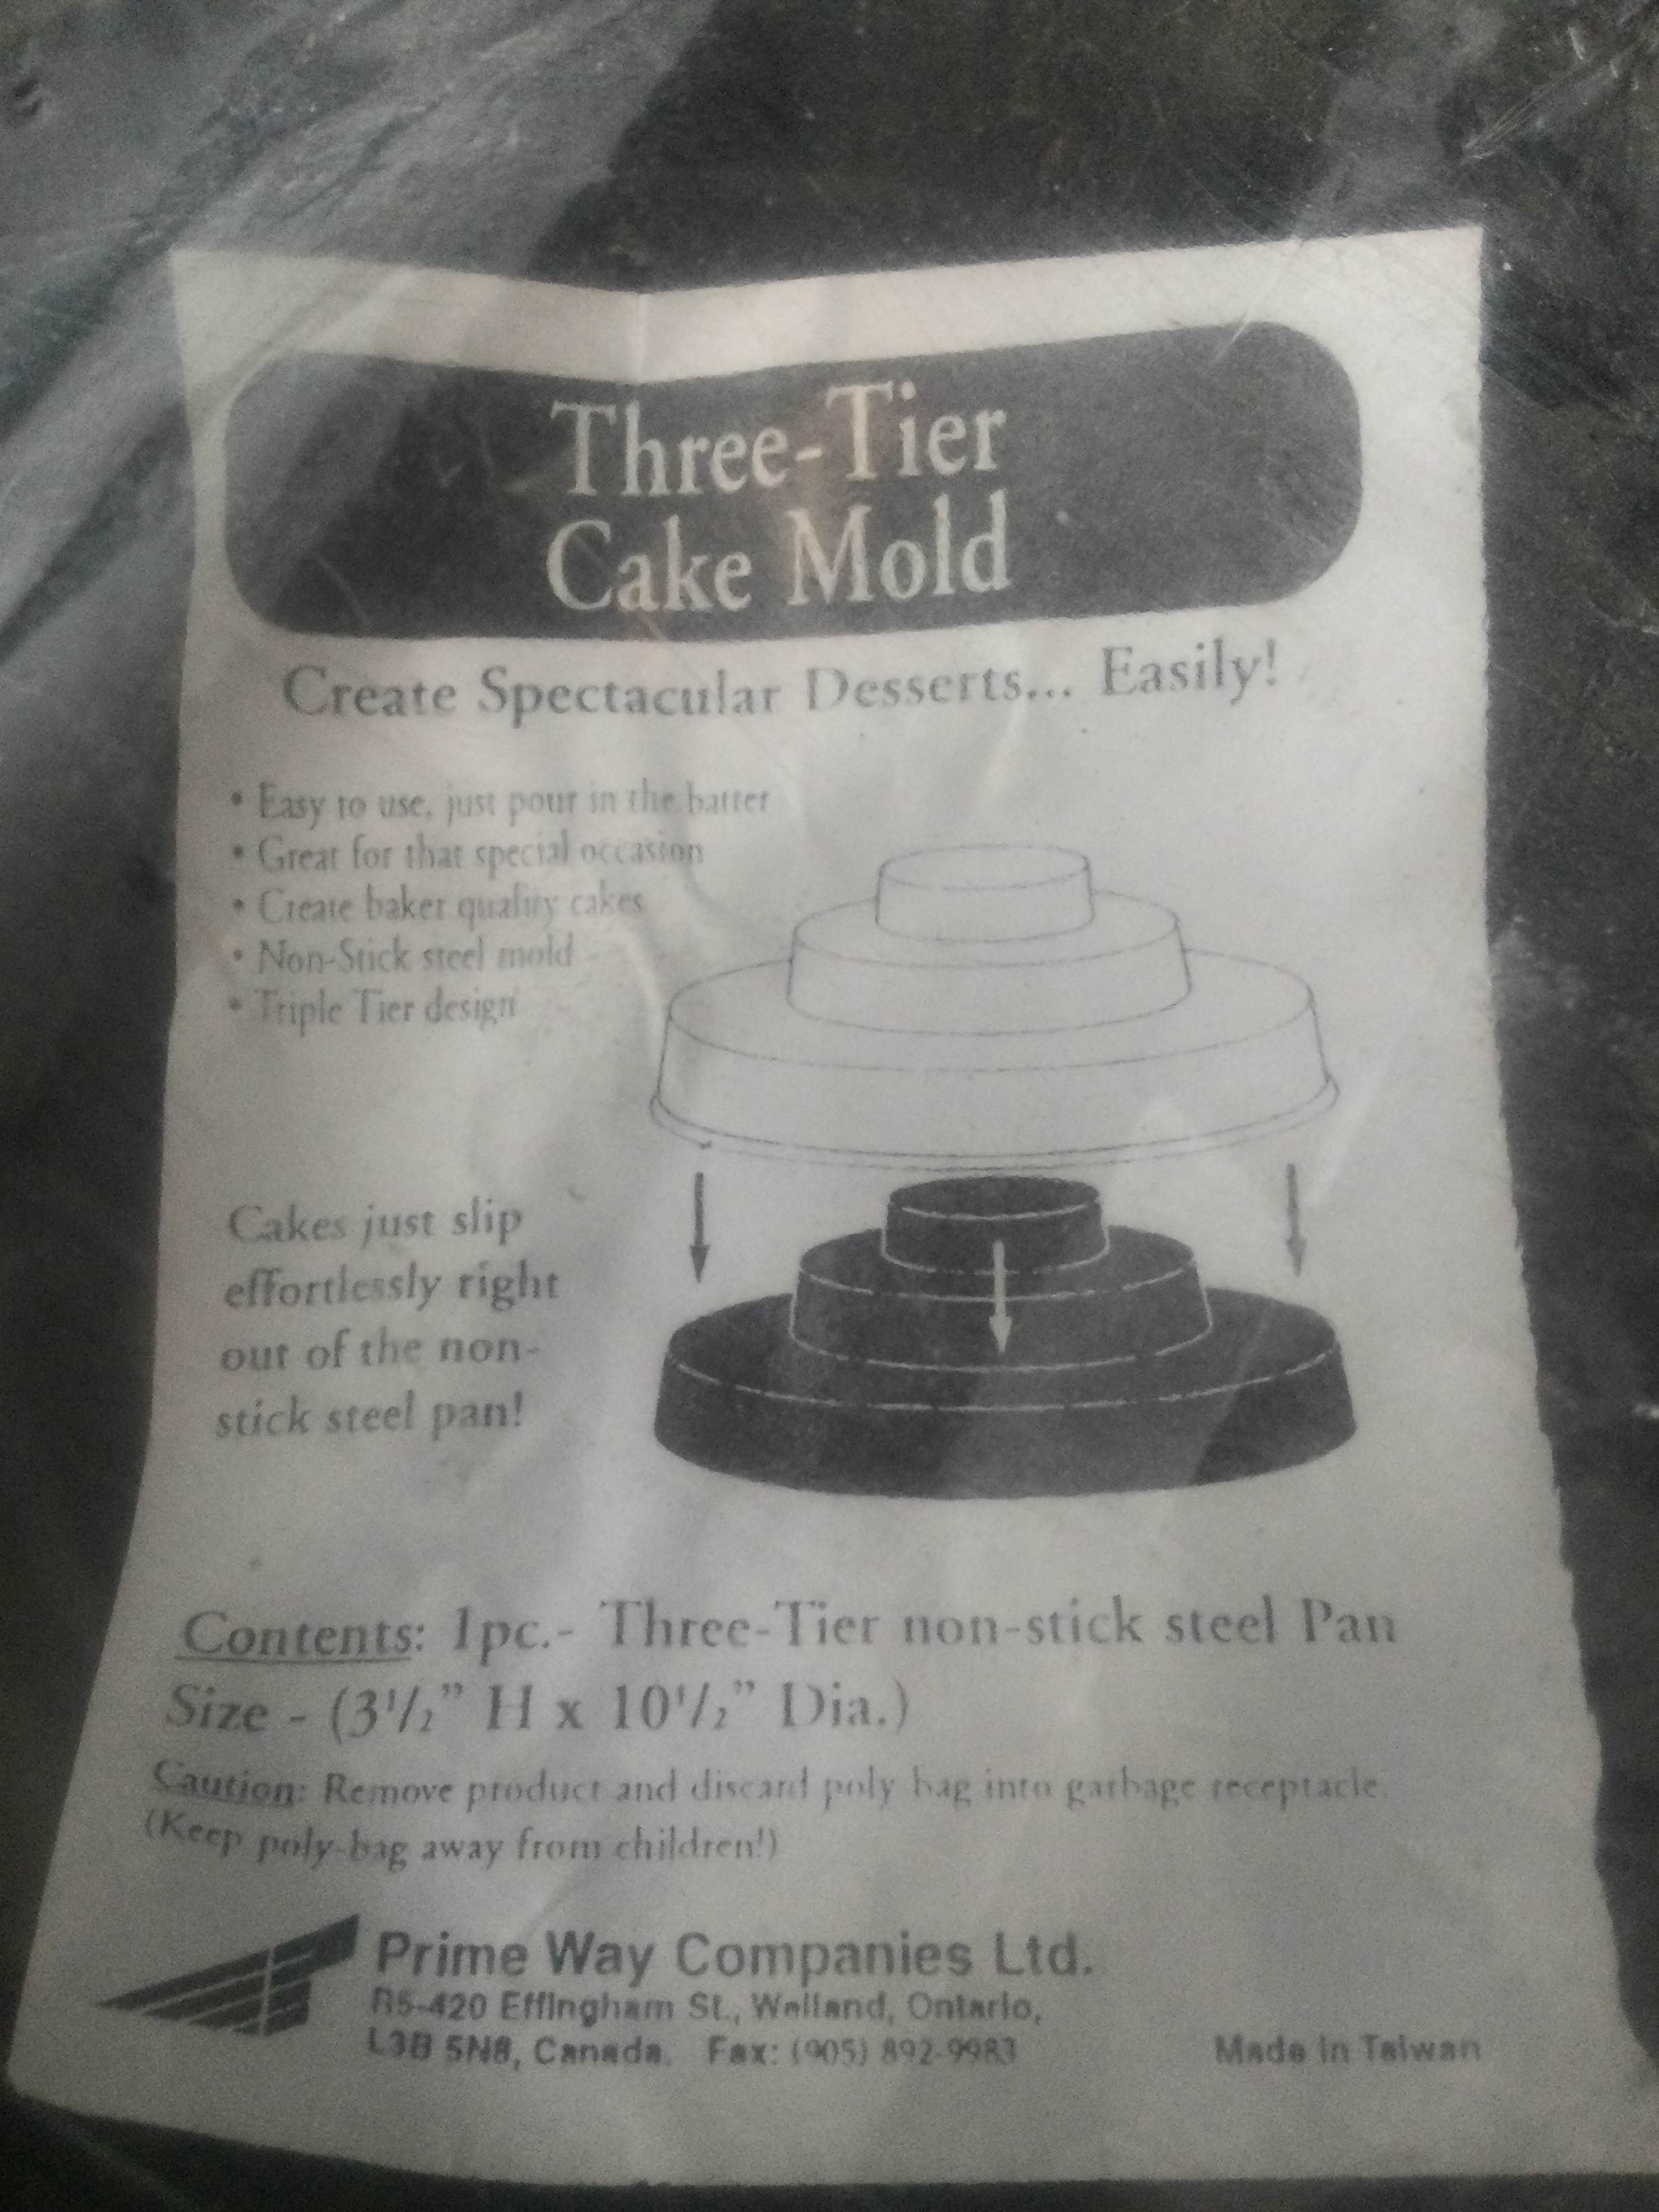 Three-Tier
Cake Mold
Create Spectacular Desserts... Easily!
• Easy to use, just pour in the batter
• Great for that special occasion
• Create baker quality cakes
• Non-Stick steel mold
• Triple Tier design
Cakes just slip
effortlessly right
out of the non-
stick steel pan!
Contents: 1pc.- Three-Tier non-stick steel Pan
Size - (3½" H x 10½" Dia.)
Caution: Remove product and discard poly bag into garbage receptacle.
(Keep poly bag away from children!)
Prime Way Companies Ltd.
R5-420 Effingham St., Welland, Ontario,
L3B 5N8, Canada. Fax: (905) 892-9983
Made in Taiwan